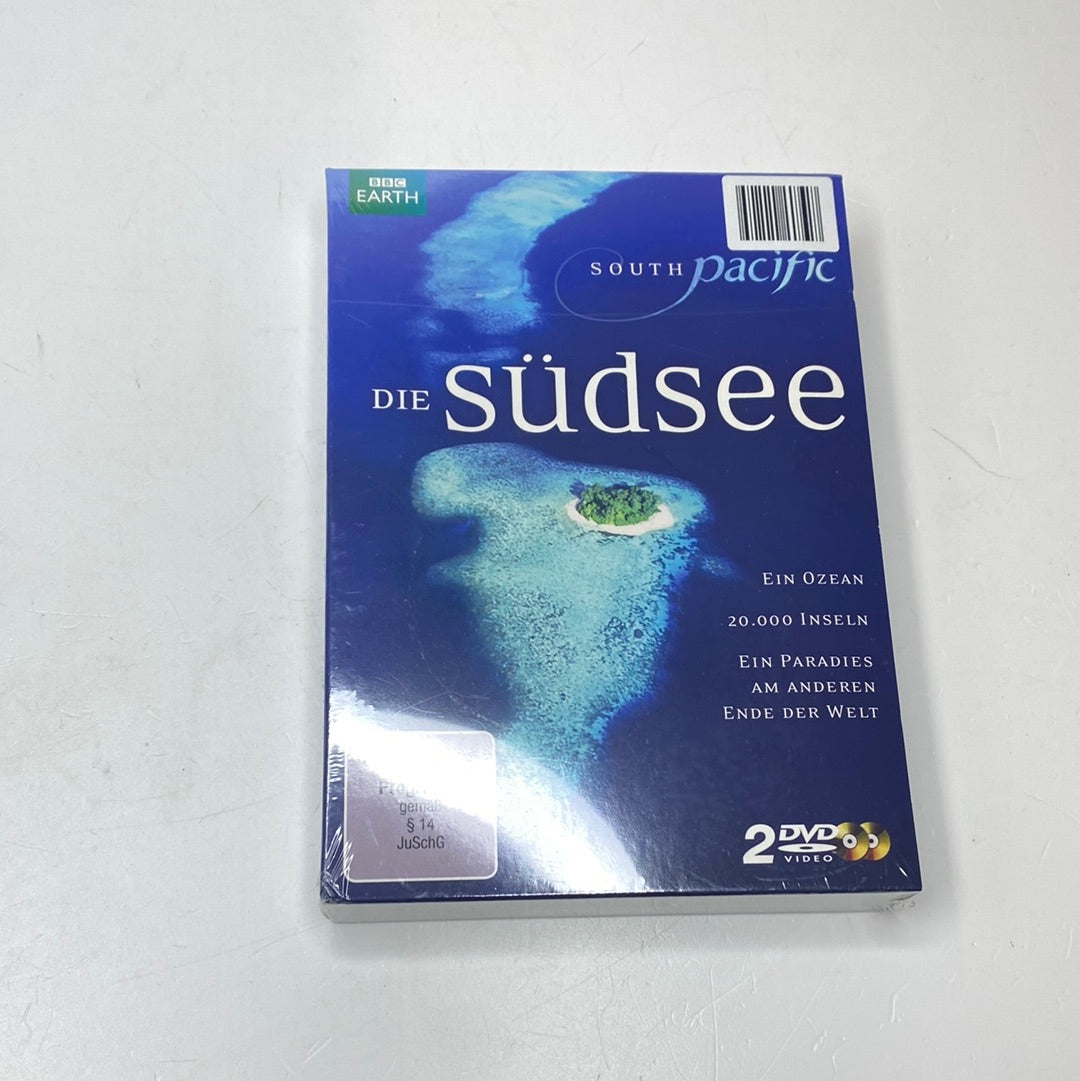 BBC
EARTH
SOUTH pacific
DIE SÜDSEE
EIN OZEAN
20.000 INSELN
EIN PARADIES
AM ANDEREN
ENDE DER WELT
gemäß
§ 14
JuSchG
2 DVD
VIDEO